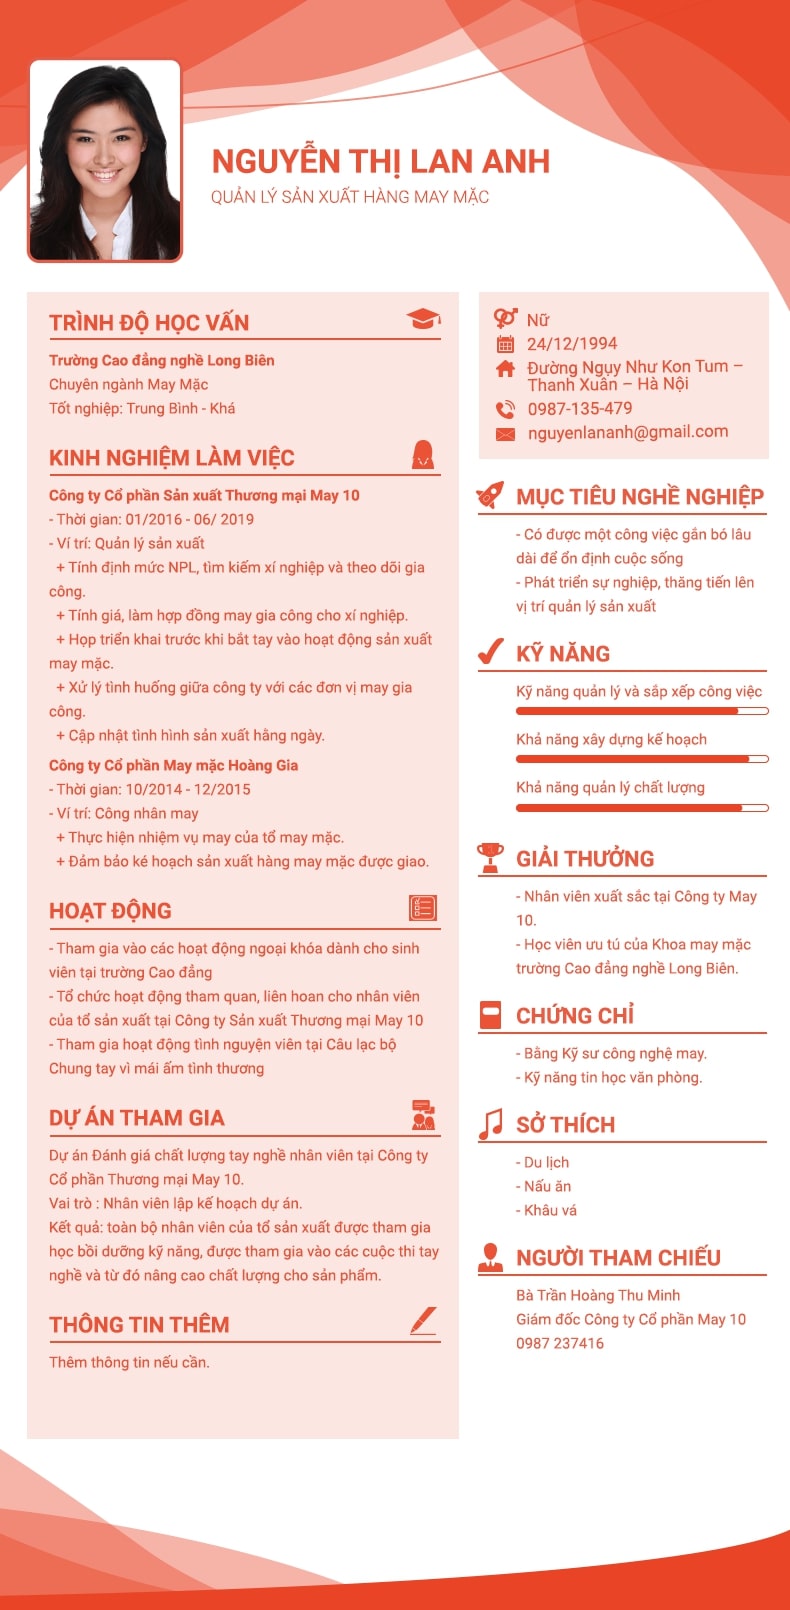 NGUYỄN THỊ LAN ANH
QUẢN LÝ SẢN XUẤT HÀNG MAY MẶC
TRÌNH ĐỘ HỌC VẤN
Trường Cao đẳng nghề Long Biên
Chuyên ngành May Mặc
Tốt nghiệp: Trung Bình - Khá
KINH NGHIỆM LÀM VIỆC
Công ty Cổ phần Sản xuất Thương mại May 10
- Thời gian: 01/2016 - 06/ 2019
- Ví trí: Quản lý sản xuất
+ Tính định mức NPL, tìm kiếm xí nghiệp và theo dõi gia
công.
+ Tính giá, làm hợp đồng may gia công cho xí nghiệp.
+ Họp triển khai trước khi bắt tay vào hoạt động sản xuất
may mặc.
+ Xử lý tình huống giữa công ty với các đơn vị may gia
công.
+ Cập nhật tình hình sản xuất hằng ngày.
Công ty Cổ phần May mặc Hoàng Gia
- Thời gian: 10/2014 - 12/2015
- Ví trí: Công nhân may
+ Thực hiện nhiệm vụ may của tổ may mặc.
+ Đảm bảo ké hoạch sản xuất hàng may mặc được giao.
HOẠT ĐỘNG
- Tham gia vào các hoạt động ngoại khóa dành cho sinh
viên tại trường Cao đẳng
- Tổ chức hoạt động tham quan, liên hoan cho nhân viên
của tổ sản xuất tại Công ty Sản xuất Thương mại May 10
- Tham gia hoạt động tình nguyện viên tại Câu lạc bộ
Chung tay vì mái ấm tình thương
DỰ ÁN THAM GIA
Dự án Đánh giá chất lượng tay nghề nhân viên tại Công ty
Cổ phần Thương mại May 10.
Vai trò : Nhân viên lập kế hoạch dự án.
Kết quả: toàn bộ nhân viên của tổ sản xuất được tham gia
học bồi dưỡng kỹ năng, được tham gia vào các cuộc thi tay
nghề và từ đó nâng cao chất lượng cho sản phẩm.
THÔNG TIN THÊM
Thêm thông tin nếu cần.
Nữ
24/12/1994
Đường Ngụy Như Kon Tum –
Thanh Xuân – Hà Nội
0987-135-479
nguyenlananh@gmail.com
MỤC TIÊU NGHỀ NGHIỆP
- Có được một công việc gắn bó lâu
dài để ổn định cuộc sống
- Phát triển sự nghiệp, thăng tiến lên
vị trí quản lý sản xuất
KỸ NĂNG
Kỹ năng quản lý và sắp xếp công việc
Khả năng xây dựng kế hoạch
Khả năng quản lý chất lượng
GIẢI THƯỞNG
- Nhân viên xuất sắc tại Công ty May
10.
- Học viên ưu tú của Khoa may mặc
trường Cao đẳng nghề Long Biên.
CHỨNG CHỈ
- Bằng Kỹ sư công nghệ may.
- Kỹ năng tin học văn phòng.
SỞ THÍCH
- Du lịch
- Nấu ăn
- Khâu vá
NGƯỜI THAM CHIẾU
Bà Trần Hoàng Thu Minh
Giám đốc Công ty Cổ phần May 10
0987 237416